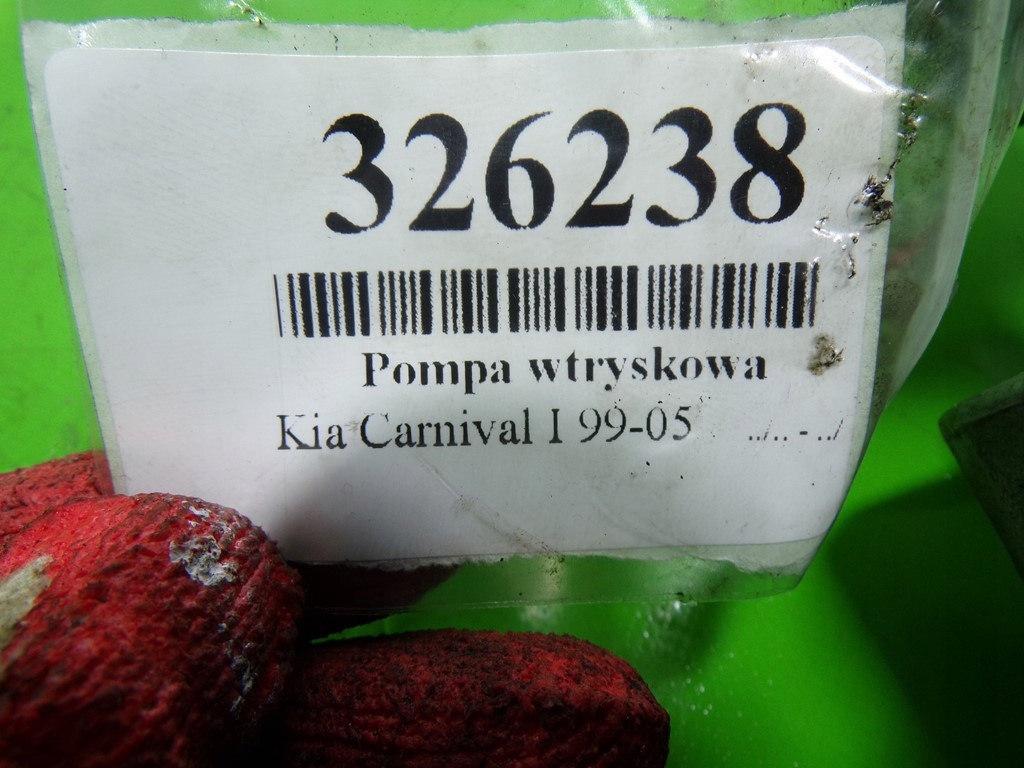 326238
Pompa wtryskowa
Kia Carnival I 99-05 ../.. - ../